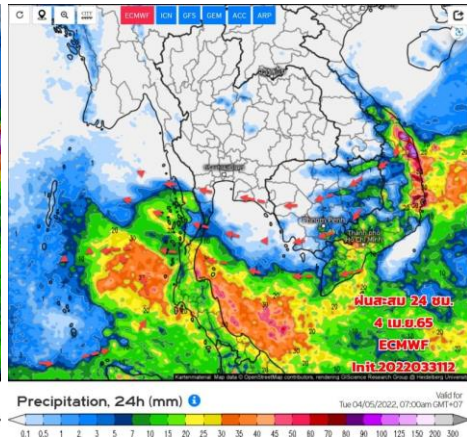 ECMWF ICN GFS GEM ACC ARP
ฝนสะสม 24 ชม.
4 เม.ย.65
ECMWF
Init.2022033112
Precipitation, 24h (mm)
Valid for
Tue 04/05/2022, 07:00am GMT+07
0.1 0.5 1 2 3 5 7 10 15 20 25 30 35 40 45 50 60 70 80 90 100 125 150 200 300